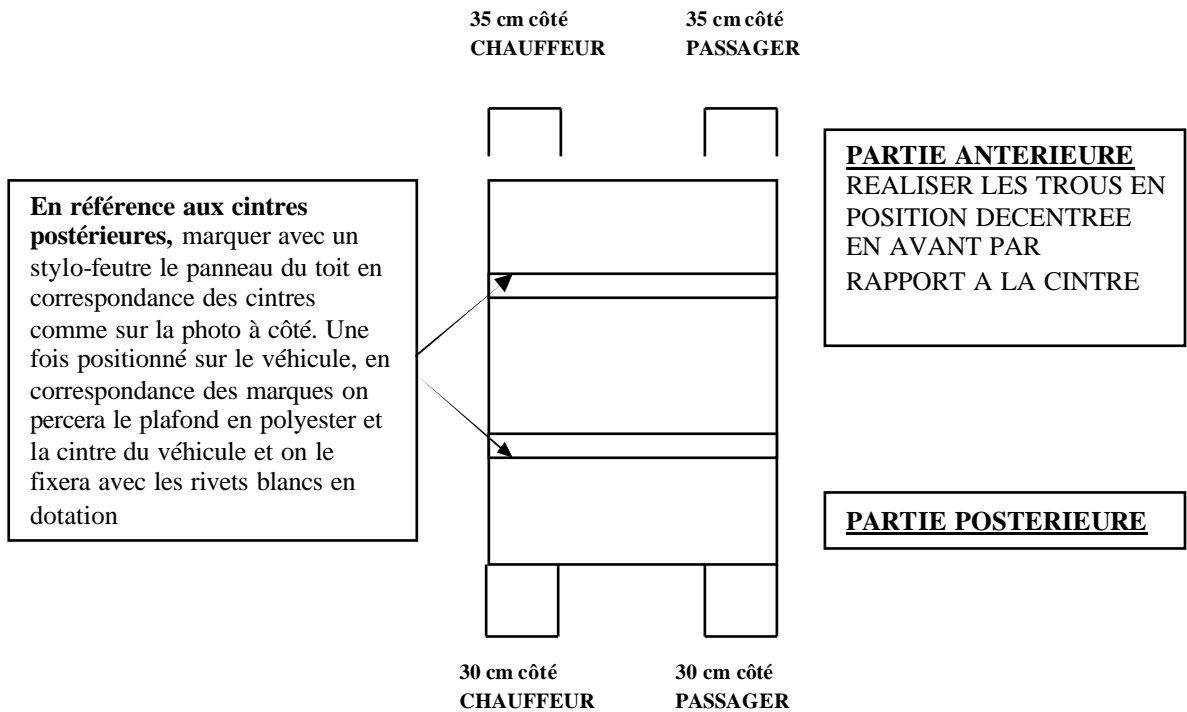 35 cm côté
CHAUFFEUR
35 cm côté
PASSAGER
PARTIE ANTERIEURE
REALISER LES TROUS EN
POSITION DECENTREE
EN AVANT PAR
RAPPORT A LA CINTRE
En référence aux cintres
postérieures, marquer avec un
stylo-feutre le panneau du toit en
correspondance des cintres
comme sur la photo à côté. Une
fois positionné sur le véhicule, en
correspondance des marques on
percera le plafond en polyester et
la cintre du véhicule et on le
fixera avec les rivets blancs en
dotation
PARTIE POSTERIEURE
30 cm côté
CHAUFFEUR
30 cm côté
PASSAGER